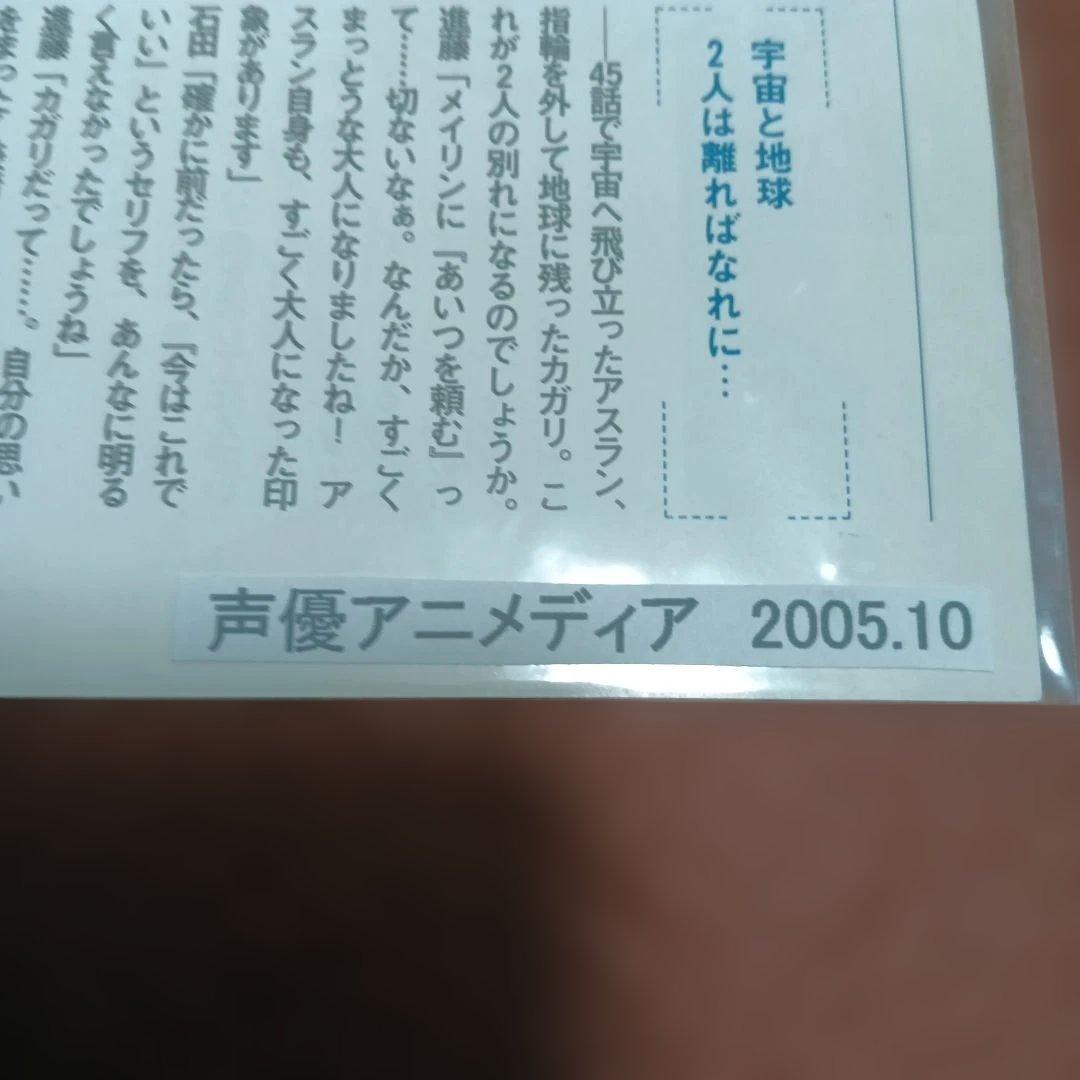 宇宙と地球
2人は離ればなれに…
――45話で宇宙へ飛び立ったアスラン、
指輪を外して地球に残ったカガリ。こ
れが2人の別れになるのでしょうか。
進藤「メイリンに『あいつを頼む』っ
て……切ないなぁ。なんだか、すごく
まっとうな大人になりましたね！　ア
スラン自身も、すごく大人になった印
象があります」
石田「確かに前だったら、『今はこれで
いい』というセリフを、あんなに明る
く言えなかったでしょうね」
進藤「カガリだって……。自分の思い
声優アニメディア　2005.10